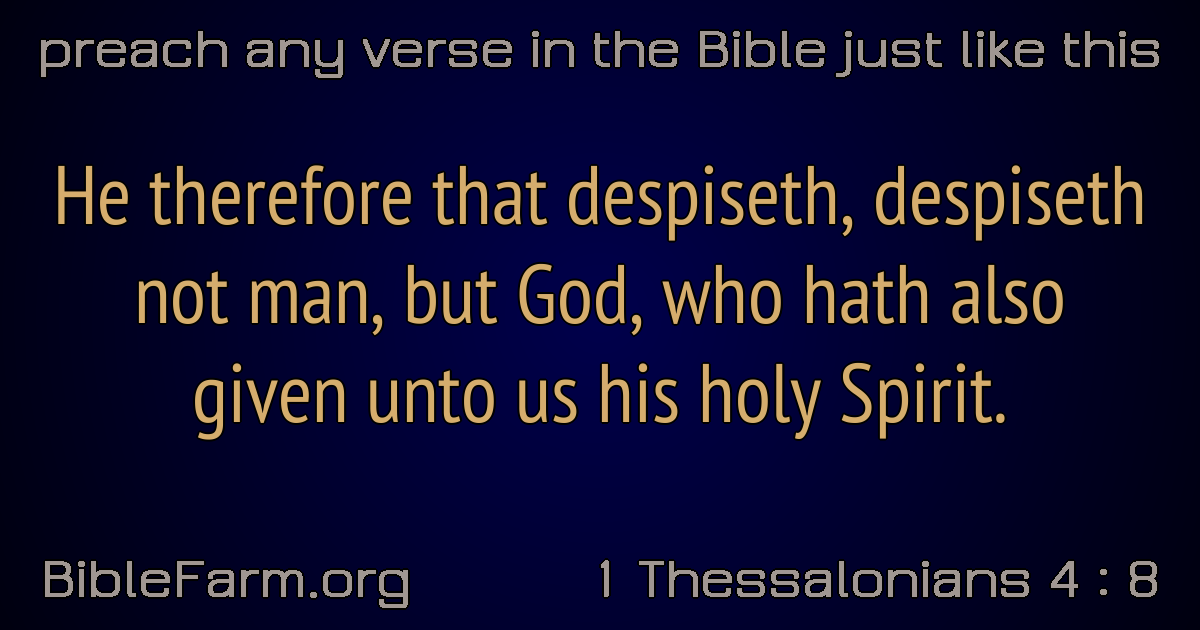 preach any verse in the Bible just like this
He therefore that despiseth, despiseth
not man, but God, who hath also
given unto us his holy Spirit.
BibleFarm.org
1 Thessalonians 4 : 8